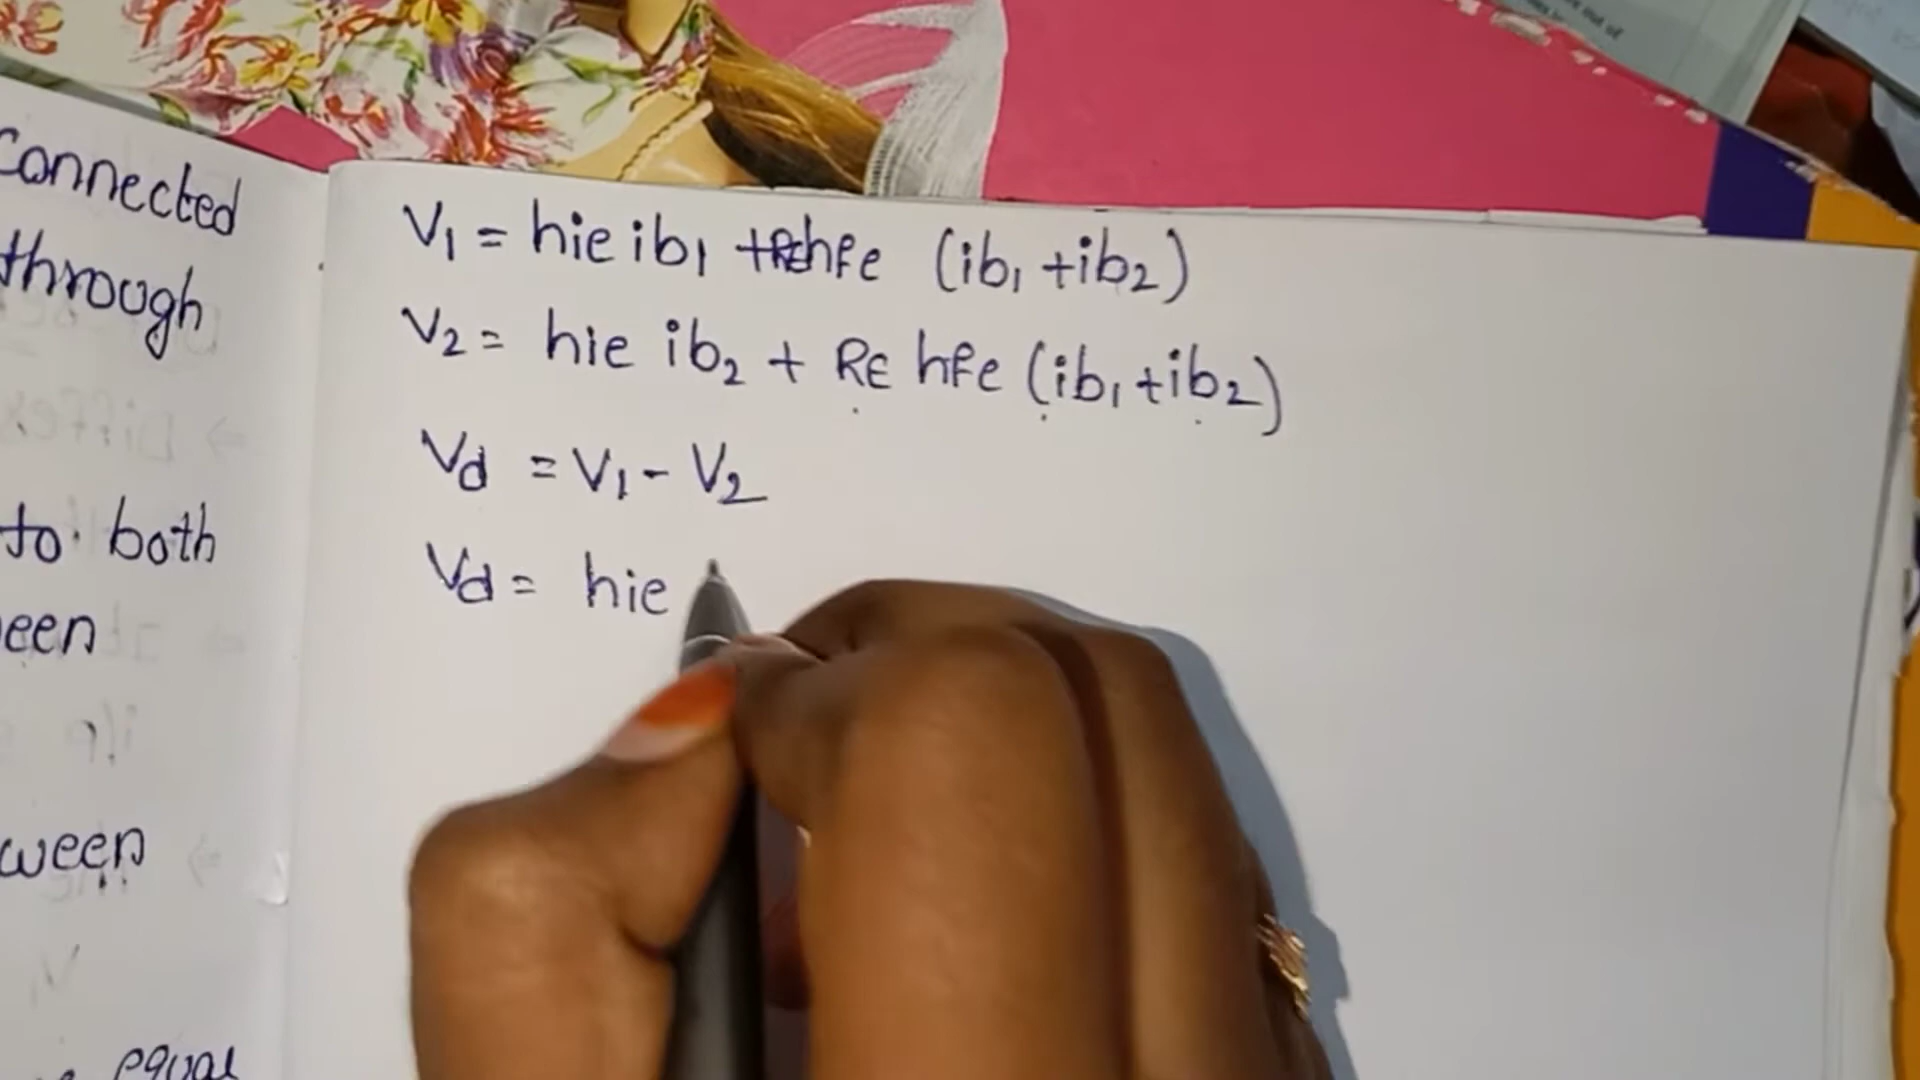 connected
through
to both
een
ween
equal
V1 = hie ib1 + RE hfe (ib1 + ib2)
V2 = hie ib2 + RE hfe (ib1 + ib2)
Vd = V1 - V2
Vd = hie